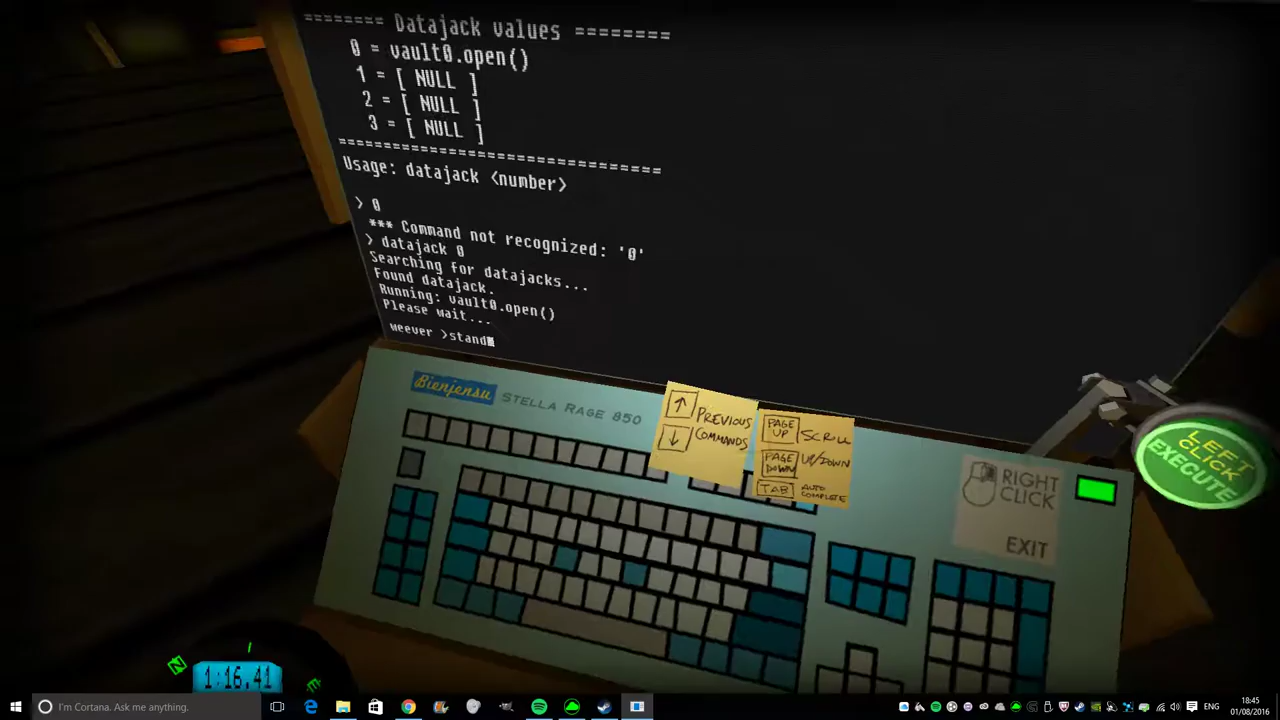 ======== Datajack values ========
0 = vault0.open()
1 = [ NULL ]
2 = [ NULL ]
3 = [ NULL ]
================================
Usage: datajack <number>
> 0
*** Command not recognized: '0'
> datajack 0
Searching for datajacks...
Found datajack.
Running: vault0.open()
Please wait...
weever >stand
Bienjensu STELLA RAGE 850
↑ PREVIOUS
↓ COMMANDS
PAGE UP SCROLL
PAGE DOWN UP/DOWN
TAB AUTO COMPLETE
RIGHT
CLICK
EXIT
LEFT
CLICK
EXECUTE
N
E
1:16.41
I'm Cortana. Ask me anything.
ENG
18:45
01/08/2016